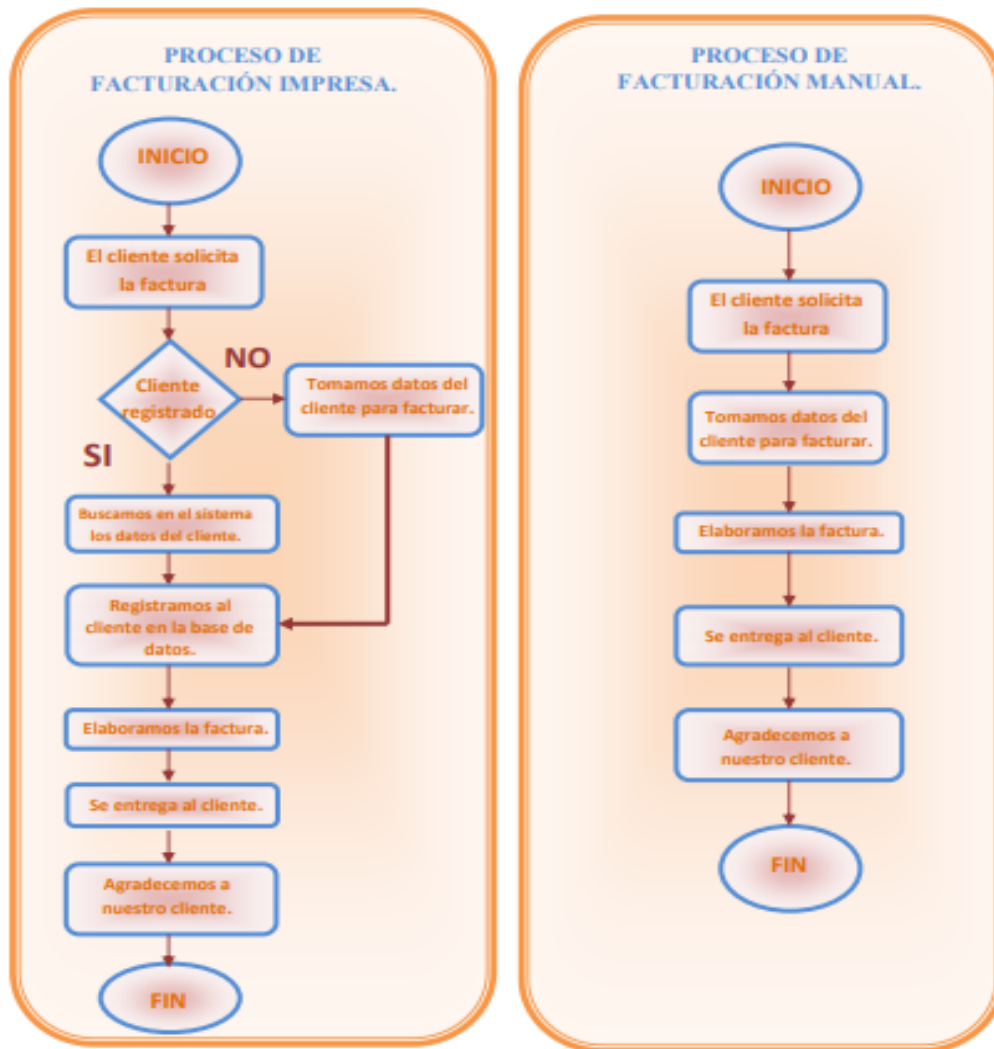 PROCESO DE
FACTURACIÓN IMPRESA.
INICIO
El cliente solicita
la factura
Cliente
registrado
NO
Tomamos datos del
cliente para facturar.
SI
Buscamos en el sistema
los datos del cliente.
Registramos al
cliente en la base de
datos.
Elaboramos la factura.
Se entrega al cliente.
Agradecemos a
nuestro cliente.
FIN
PROCESO DE
FACTURACIÓN MANUAL.
INICIO
El cliente solicita
la factura
Tomamos datos del
cliente para facturar.
Elaboramos la factura.
Se entrega al cliente.
Agradecemos a
nuestro cliente.
FIN